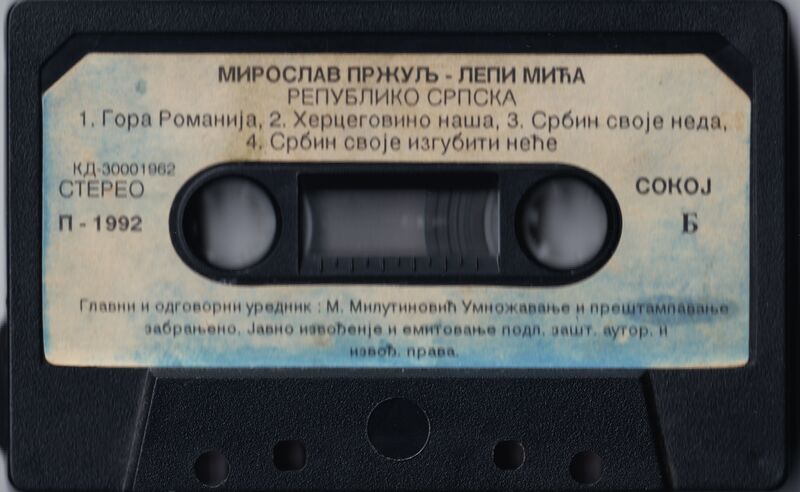 МИРОСЛАВ ПРЖУЉ - ЛЕПИ МИЋА
РЕПУБЛИКО СРПСКА
1. Гора Романија, 2. Херцеговино наша, 3. Србин своје неда,
4. Србин своје изгубити неће
КД-30001962
СТЕРЕО
СОКОЈ
П - 1992
Б
Главни и одговорни уредник : М. Милутиновић Умножавање и прештампавање
забрањено. Јавно извођење и емитовање подл. зашт. аутор. и
извођ. права.